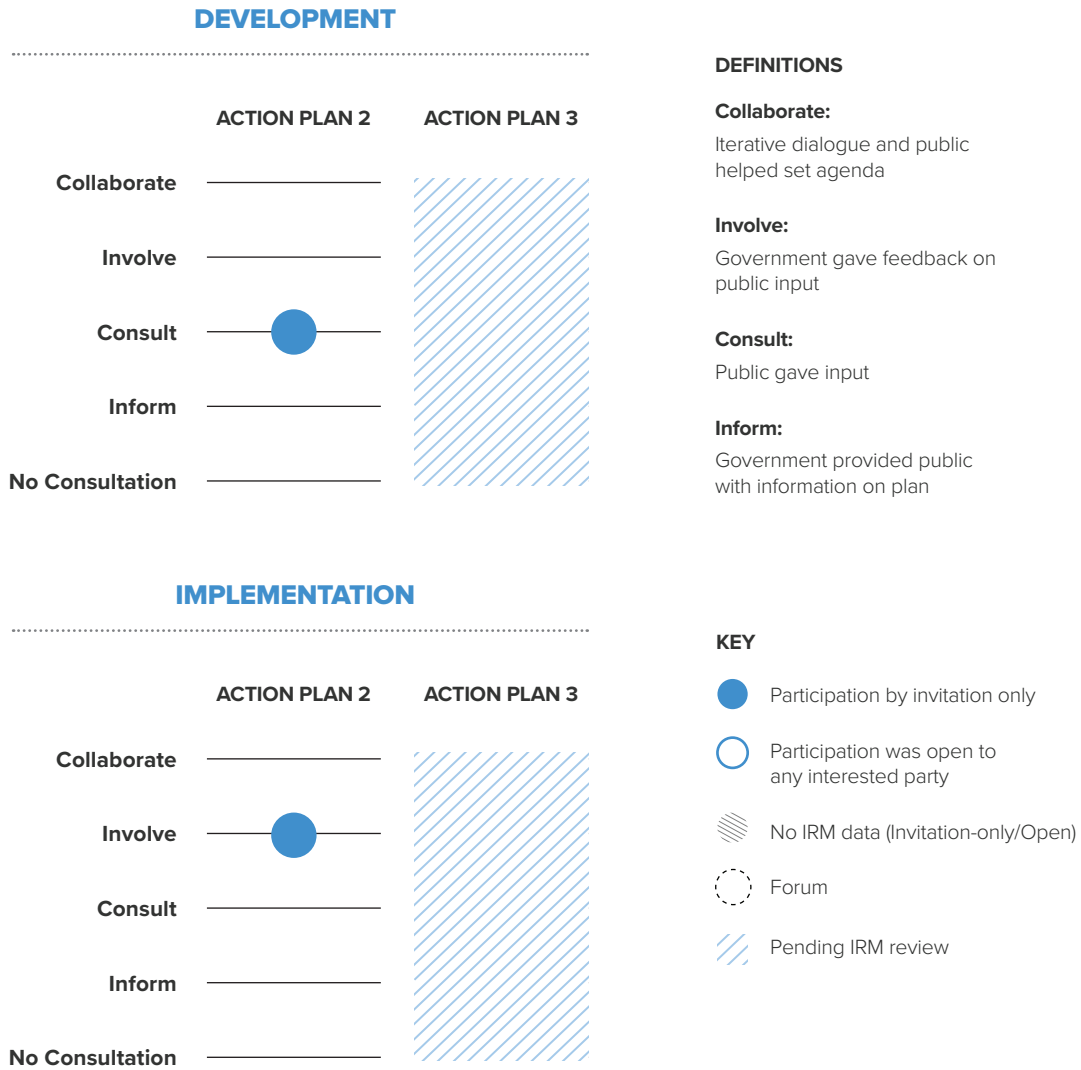 DEVELOPMENT
ACTION PLAN 2
ACTION PLAN 3
Collaborate
Involve
Consult
Inform
No Consultation
DEFINITIONS
Collaborate:
Iterative dialogue and public
helped set agenda
Involve:
Government gave feedback on
public input
Consult:
Public gave input
Inform:
Government provided public
with information on plan
IMPLEMENTATION
ACTION PLAN 2
ACTION PLAN 3
Collaborate
Involve
Consult
Inform
No Consultation
KEY
Participation by invitation only
Participation was open to
any interested party
No IRM data (Invitation-only/Open)
Forum
Pending IRM review